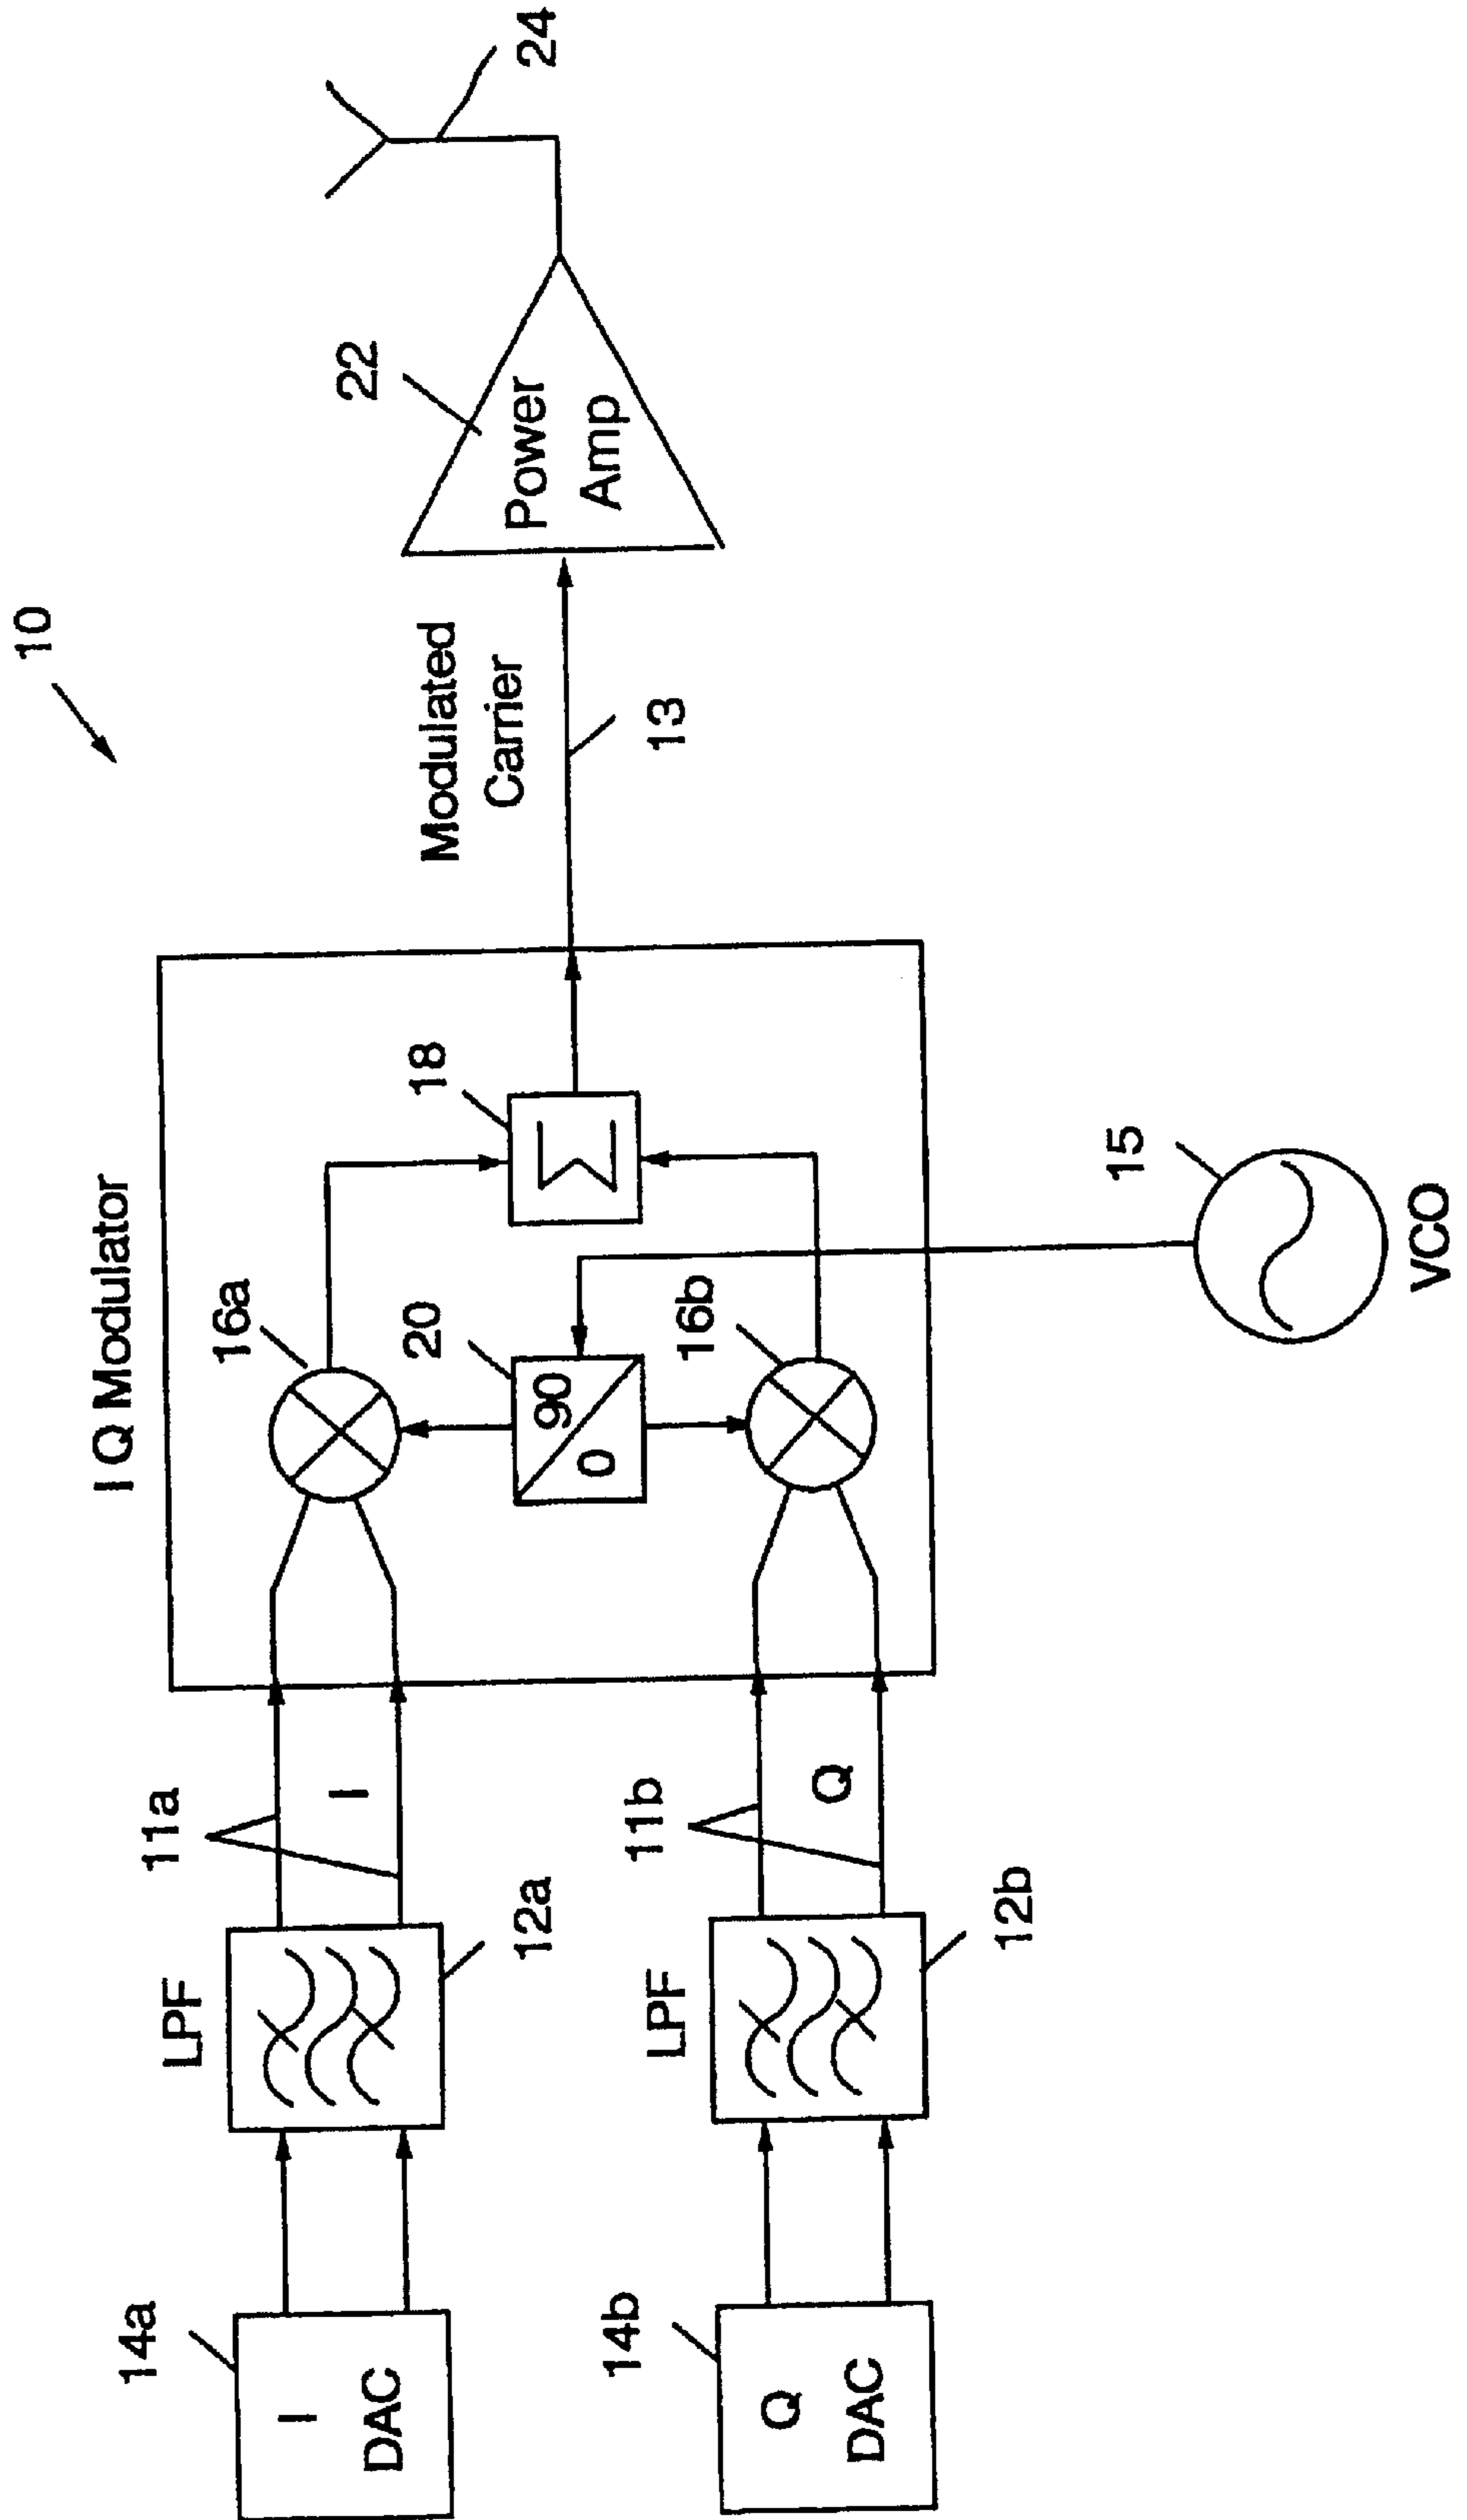 10
I Q Modulator
14a
I
DAC
LPF
12a
11a
I
16a
20
90
0
18
Modulated
Carrier
13
22
Power
Amp
24
14b
Q
DAC
LPF
12b
11b
Q
16b
Σ
15
VCO